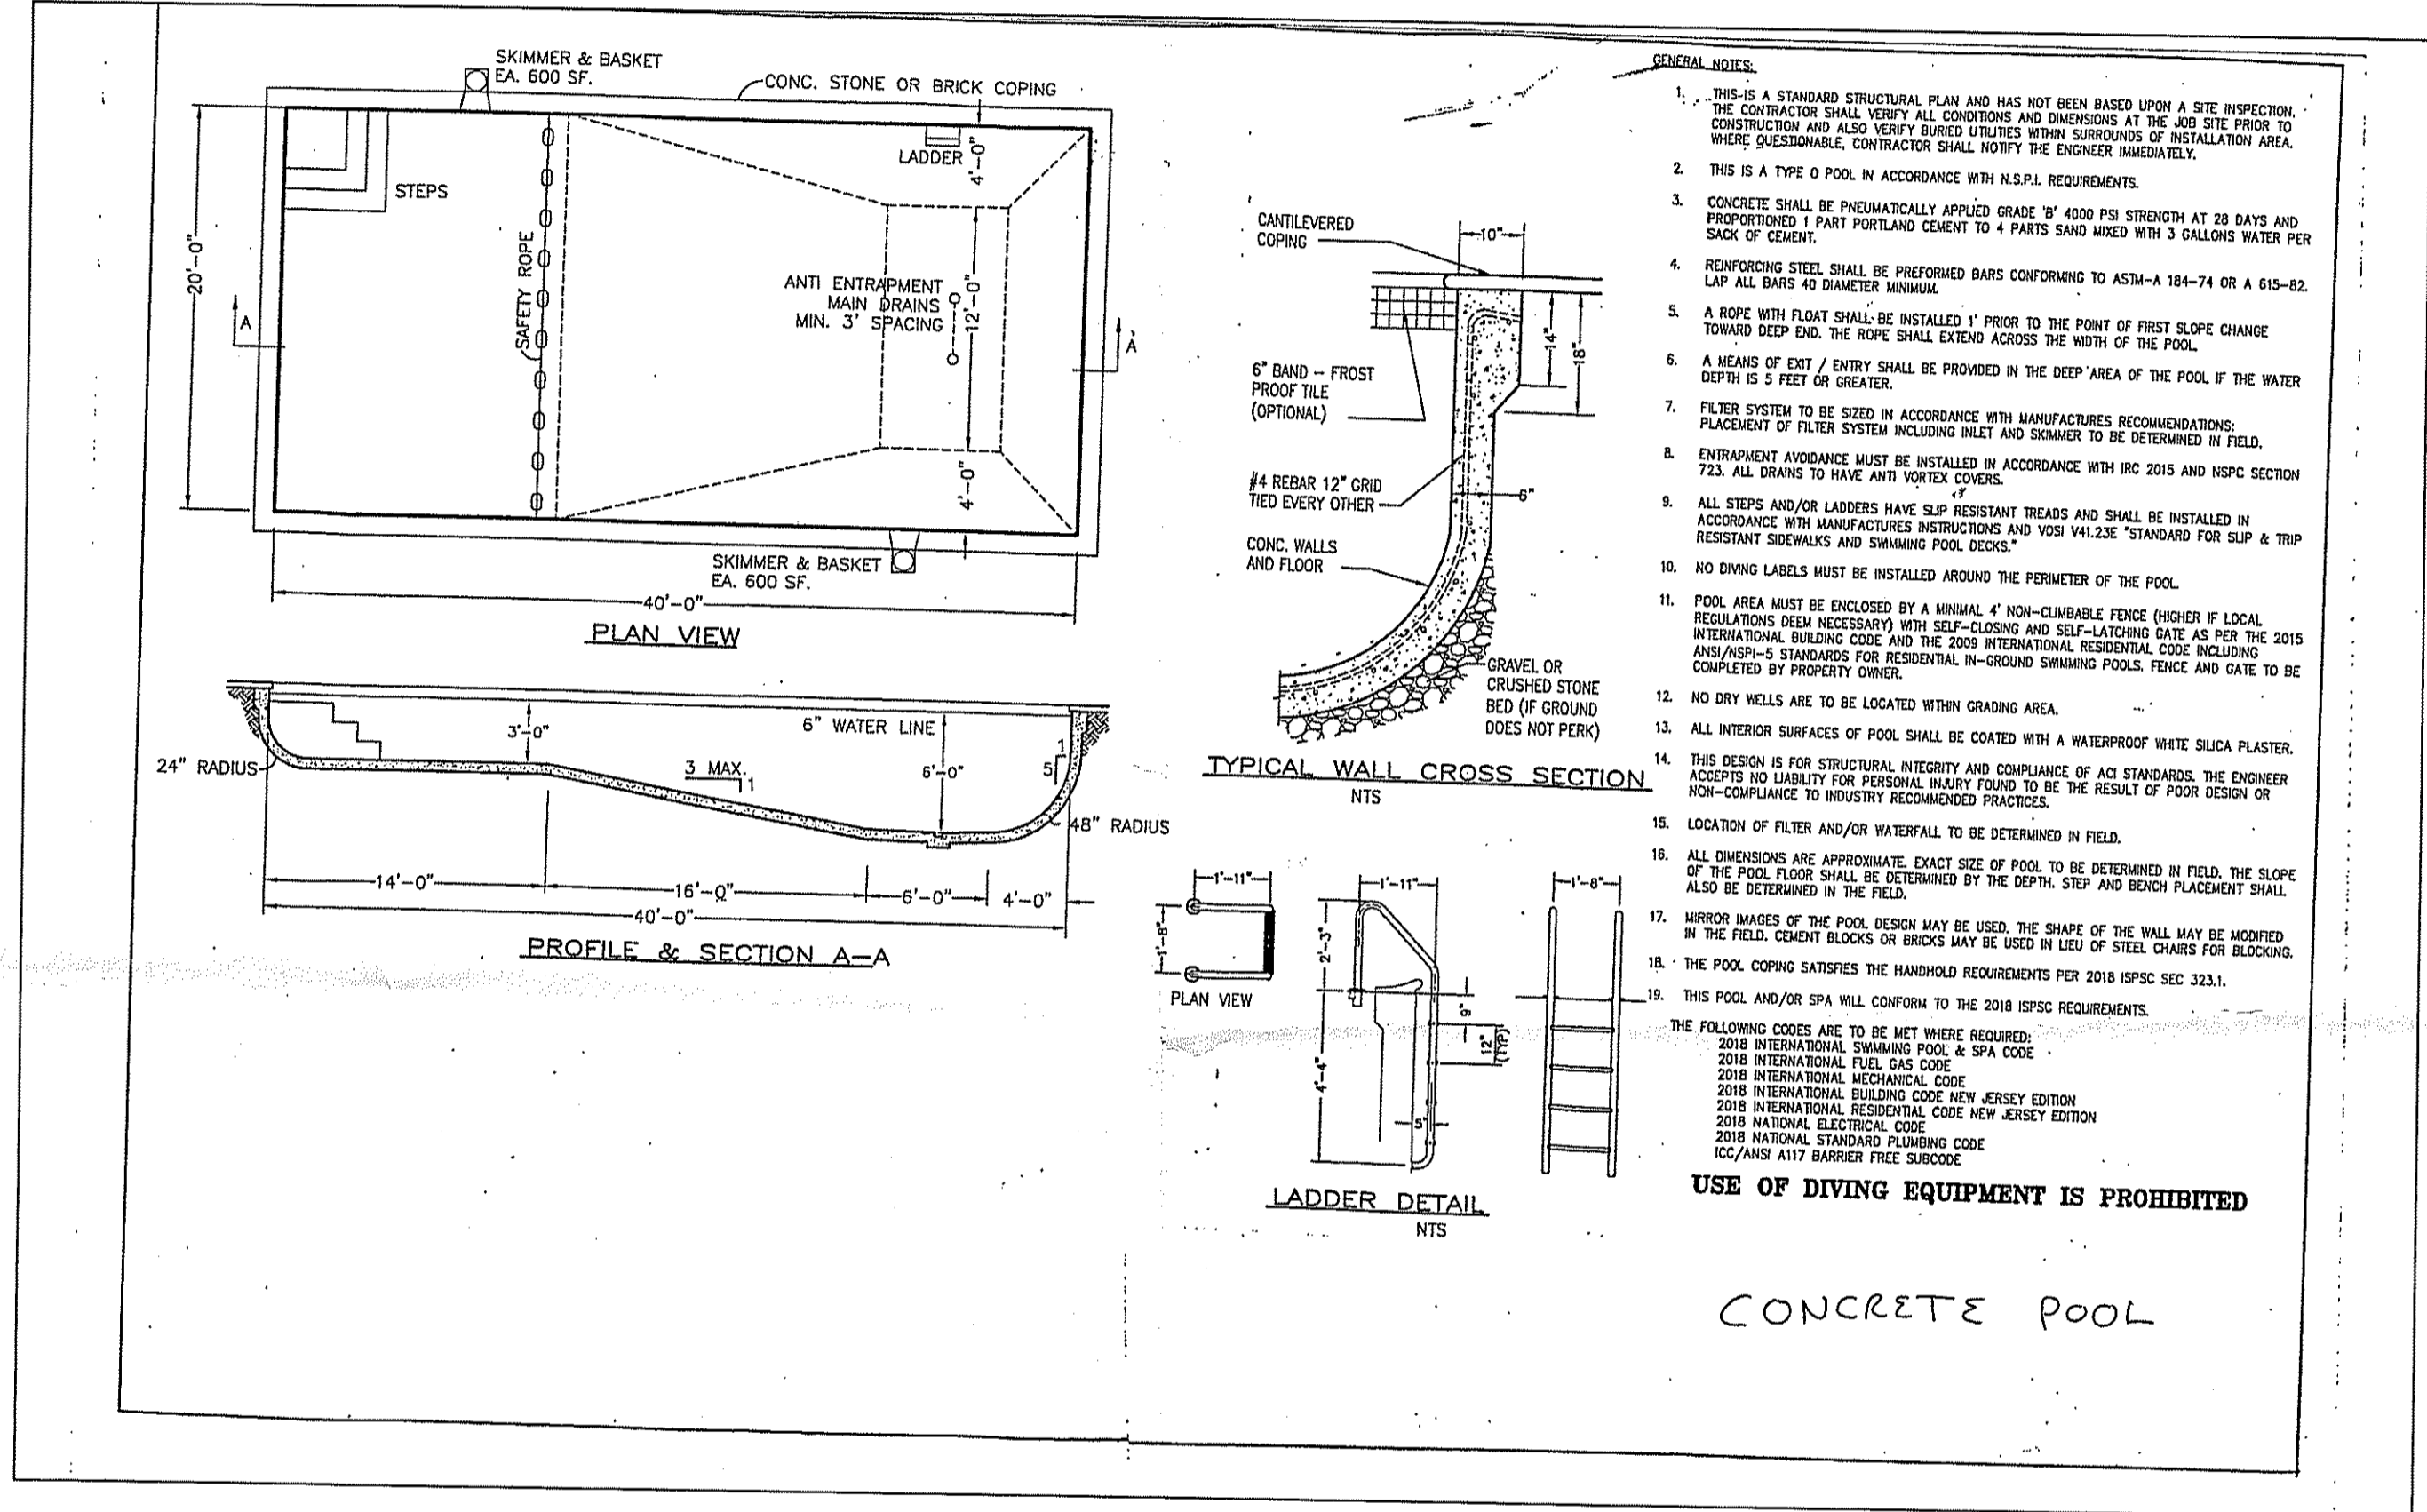 SKIMMER & BASKET
EA. 600 SF.
CONC. STONE OR BRICK COPING
STEPS
LADDER
4'-0"
20'-0"
SAFETY ROPE
ANTI ENTRAPMENT
MAIN DRAINS
MIN. 3' SPACING
12'-0"
A
A
4'-0"
SKIMMER & BASKET
EA. 600 SF.
40'-0"
PLAN VIEW
3'-0"
6" WATER LINE
24" RADIUS
3 MAX.
1
6'-0"
1
5
48" RADIUS
14'-0"
16'-0"
6'-0"
4'-0"
40'-0"
PROFILE & SECTION A-A
CANTILEVERED
COPING
10"
14"
18"
6" BAND - FROST
PROOF TILE
(OPTIONAL)
#4 REBAR 12" GRID
TIED EVERY OTHER
6"
CONC. WALLS
AND FLOOR
GRAVEL OR
CRUSHED STONE
BED (IF GROUND
DOES NOT PERK)
TYPICAL WALL CROSS SECTION
NTS
1'-11"
1'-8"
PLAN VIEW
1'-11"
2'-3"
4'-4"
9"
12"
(TYP)
5"
1'-8"
LADDER DETAIL
NTS
GENERAL NOTES:
1. THIS IS A STANDARD STRUCTURAL PLAN AND HAS NOT BEEN BASED UPON A SITE INSPECTION.
THE CONTRACTOR SHALL VERIFY ALL CONDITIONS AND DIMENSIONS AT THE JOB SITE PRIOR TO
CONSTRUCTION AND ALSO VERIFY BURIED UTILITIES WITHIN SURROUNDS OF INSTALLATION AREA.
WHERE QUESTIONABLE, CONTRACTOR SHALL NOTIFY THE ENGINEER IMMEDIATELY.
2. THIS IS A TYPE O POOL IN ACCORDANCE WITH N.S.P.I. REQUIREMENTS.
3. CONCRETE SHALL BE PNEUMATICALLY APPLIED GRADE 'B' 4000 PSI STRENGTH AT 28 DAYS AND
PROPORTIONED 1 PART PORTLAND CEMENT TO 4 PARTS SAND MIXED WITH 3 GALLONS WATER PER
SACK OF CEMENT.
4. REINFORCING STEEL SHALL BE PREFORMED BARS CONFORMING TO ASTM-A 184-74 OR A 615-82.
LAP ALL BARS 40 DIAMETER MINIMUM.
5. A ROPE WITH FLOAT SHALL BE INSTALLED 1' PRIOR TO THE POINT OF FIRST SLOPE CHANGE
TOWARD DEEP END. THE ROPE SHALL EXTEND ACROSS THE WIDTH OF THE POOL
6. A MEANS OF EXIT / ENTRY SHALL BE PROVIDED IN THE DEEP AREA OF THE POOL IF THE WATER
DEPTH IS 5 FEET OR GREATER.
7. FILTER SYSTEM TO BE SIZED IN ACCORDANCE WITH MANUFACTURES RECOMMENDATIONS:
PLACEMENT OF FILTER SYSTEM INCLUDING INLET AND SKIMMER TO BE DETERMINED IN FIELD.
8. ENTRAPMENT AVOIDANCE MUST BE INSTALLED IN ACCORDANCE WITH IRC 2015 AND NSPC SECTION
723. ALL DRAINS TO HAVE ANTI VORTEX COVERS.
9. ALL STEPS AND/OR LADDERS HAVE SLIP RESISTANT TREADS AND SHALL BE INSTALLED IN
ACCORDANCE WITH MANUFACTURES INSTRUCTIONS AND VOSI V41.23E "STANDARD FOR SLIP & TRIP
RESISTANT SIDEWALKS AND SWIMMING POOL DECKS."
10. NO DIVING LABELS MUST BE INSTALLED AROUND THE PERIMETER OF THE POOL
11. POOL AREA MUST BE ENCLOSED BY A MINIMAL 4' NON-CLIMBABLE FENCE (HIGHER IF LOCAL
REGULATIONS DEEM NECESSARY) WITH SELF-CLOSING AND SELF-LATCHING GATE AS PER THE 2015
INTERNATIONAL BUILDING CODE AND THE 2009 INTERNATIONAL RESIDENTIAL CODE INCLUDING
ANSI/NSPI-5 STANDARDS FOR RESIDENTIAL IN-GROUND SWIMMING POOLS. FENCE AND GATE TO BE
COMPLETED BY PROPERTY OWNER.
12. NO DRY WELLS ARE TO BE LOCATED WITHIN GRADING AREA.
13. ALL INTERIOR SURFACES OF POOL SHALL BE COATED WITH A WATERPROOF WHITE SILICA PLASTER.
14. THIS DESIGN IS FOR STRUCTURAL INTEGRITY AND COMPLIANCE OF ACI STANDARDS. THE ENGINEER
ACCEPTS NO LIABILITY FOR PERSONAL INJURY FOUND TO BE THE RESULT OF POOR DESIGN OR
NON-COMPLIANCE TO INDUSTRY RECOMMENDED PRACTICES.
15. LOCATION OF FILTER AND/OR WATERFALL TO BE DETERMINED IN FIELD.
16. ALL DIMENSIONS ARE APPROXIMATE. EXACT SIZE OF POOL TO BE DETERMINED IN FIELD. THE SLOPE
OF THE POOL FLOOR SHALL BE DETERMINED BY THE DEPTH. STEP AND BENCH PLACEMENT SHALL
ALSO BE DETERMINED IN THE FIELD.
17. MIRROR IMAGES OF THE POOL DESIGN MAY BE USED. THE SHAPE OF THE WALL MAY BE MODIFIED
IN THE FIELD. CEMENT BLOCKS OR BRICKS MAY BE USED IN LIEU OF STEEL CHAIRS FOR BLOCKING.
18. THE POOL COPING SATISFIES THE HANDHOLD REQUIREMENTS PER 2018 ISPSC SEC 323.1.
19. THIS POOL AND/OR SPA WILL CONFORM TO THE 2018 ISPSC REQUIREMENTS.
THE FOLLOWING CODES ARE TO BE MET WHERE REQUIRED:
2018 INTERNATIONAL SWIMMING POOL & SPA CODE
2018 INTERNATIONAL FUEL GAS CODE
2018 INTERNATIONAL MECHANICAL CODE
2018 INTERNATIONAL BUILDING CODE NEW JERSEY EDITION
2018 INTERNATIONAL RESIDENTIAL CODE NEW JERSEY EDITION
2018 NATIONAL ELECTRICAL CODE
2018 NATIONAL STANDARD PLUMBING CODE
ICC/ANSI A117 BARRIER FREE SUBCODE
USE OF DIVING EQUIPMENT IS PROHIBITED
CONCRETE POOL